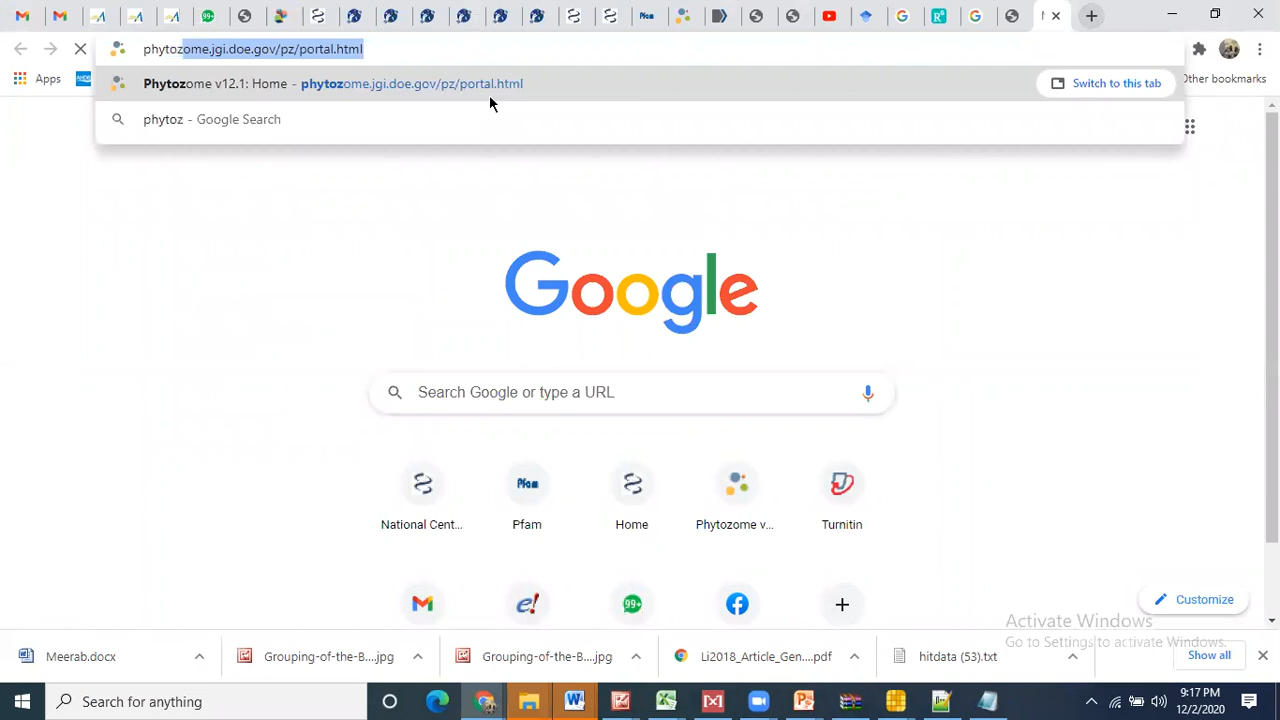 phytozome.jgi.doe.gov/pz/portal.html
Apps
Other bookmarks
Phytozome v12.1: Home - phytozome.jgi.doe.gov/pz/portal.html
Switch to this tab
phytoz - Google Search
Google
Search Google or type a URL
National Cent...
Pfam
Pfam
Home
Phytozome v...
Turnitin
99+
Customize
Activate Windows
Go to Settings to activate Windows.
Meerab.docx
Grouping-of-the-B....jpg
Grouping-of-the-B....jpg
Li2018_Article_Gen....pdf
hitdata (53).txt
Show all
Search for anything
9:17 PM
12/2/2020